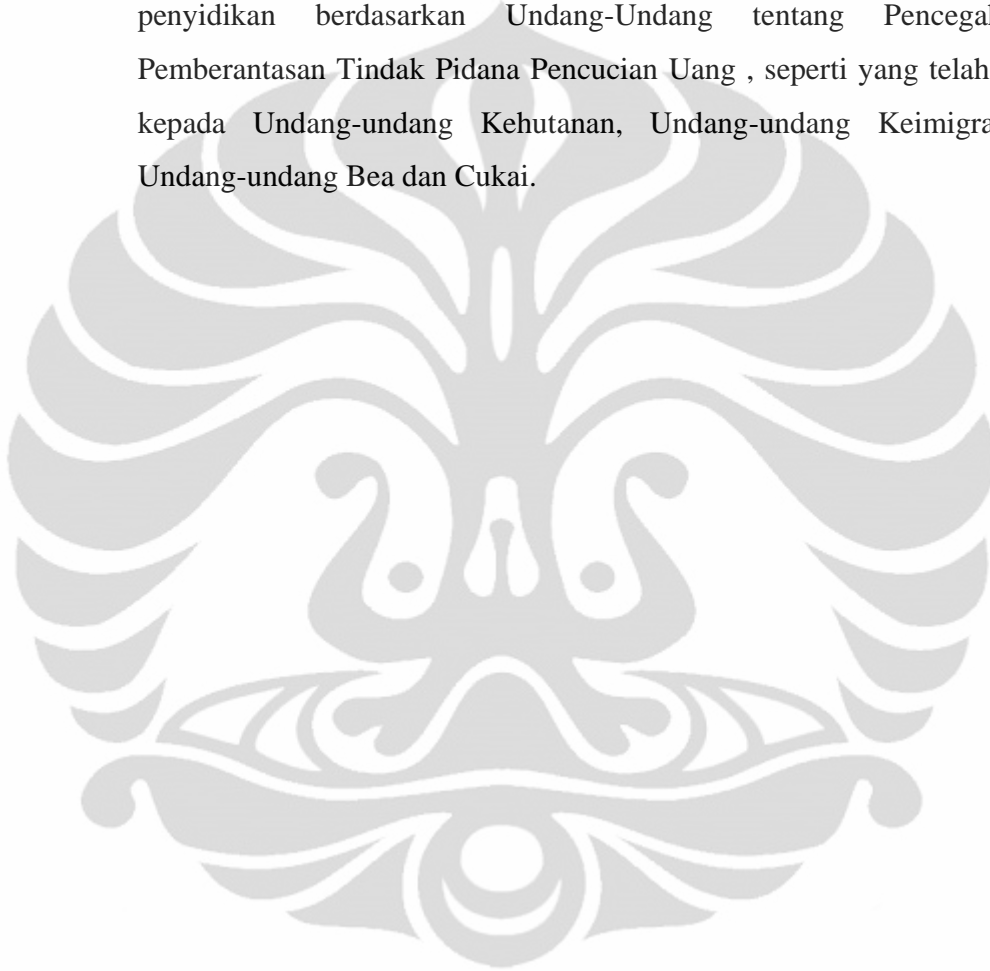 penyidikan berdasarkan Undang-Undang tentang
Pemberantasan Tindak Pidana Pencucian Uang , seperti yang telah
kepada Undang-undang Kehutanan, Undang-undang
Undang-undang Bea dan Cukai.